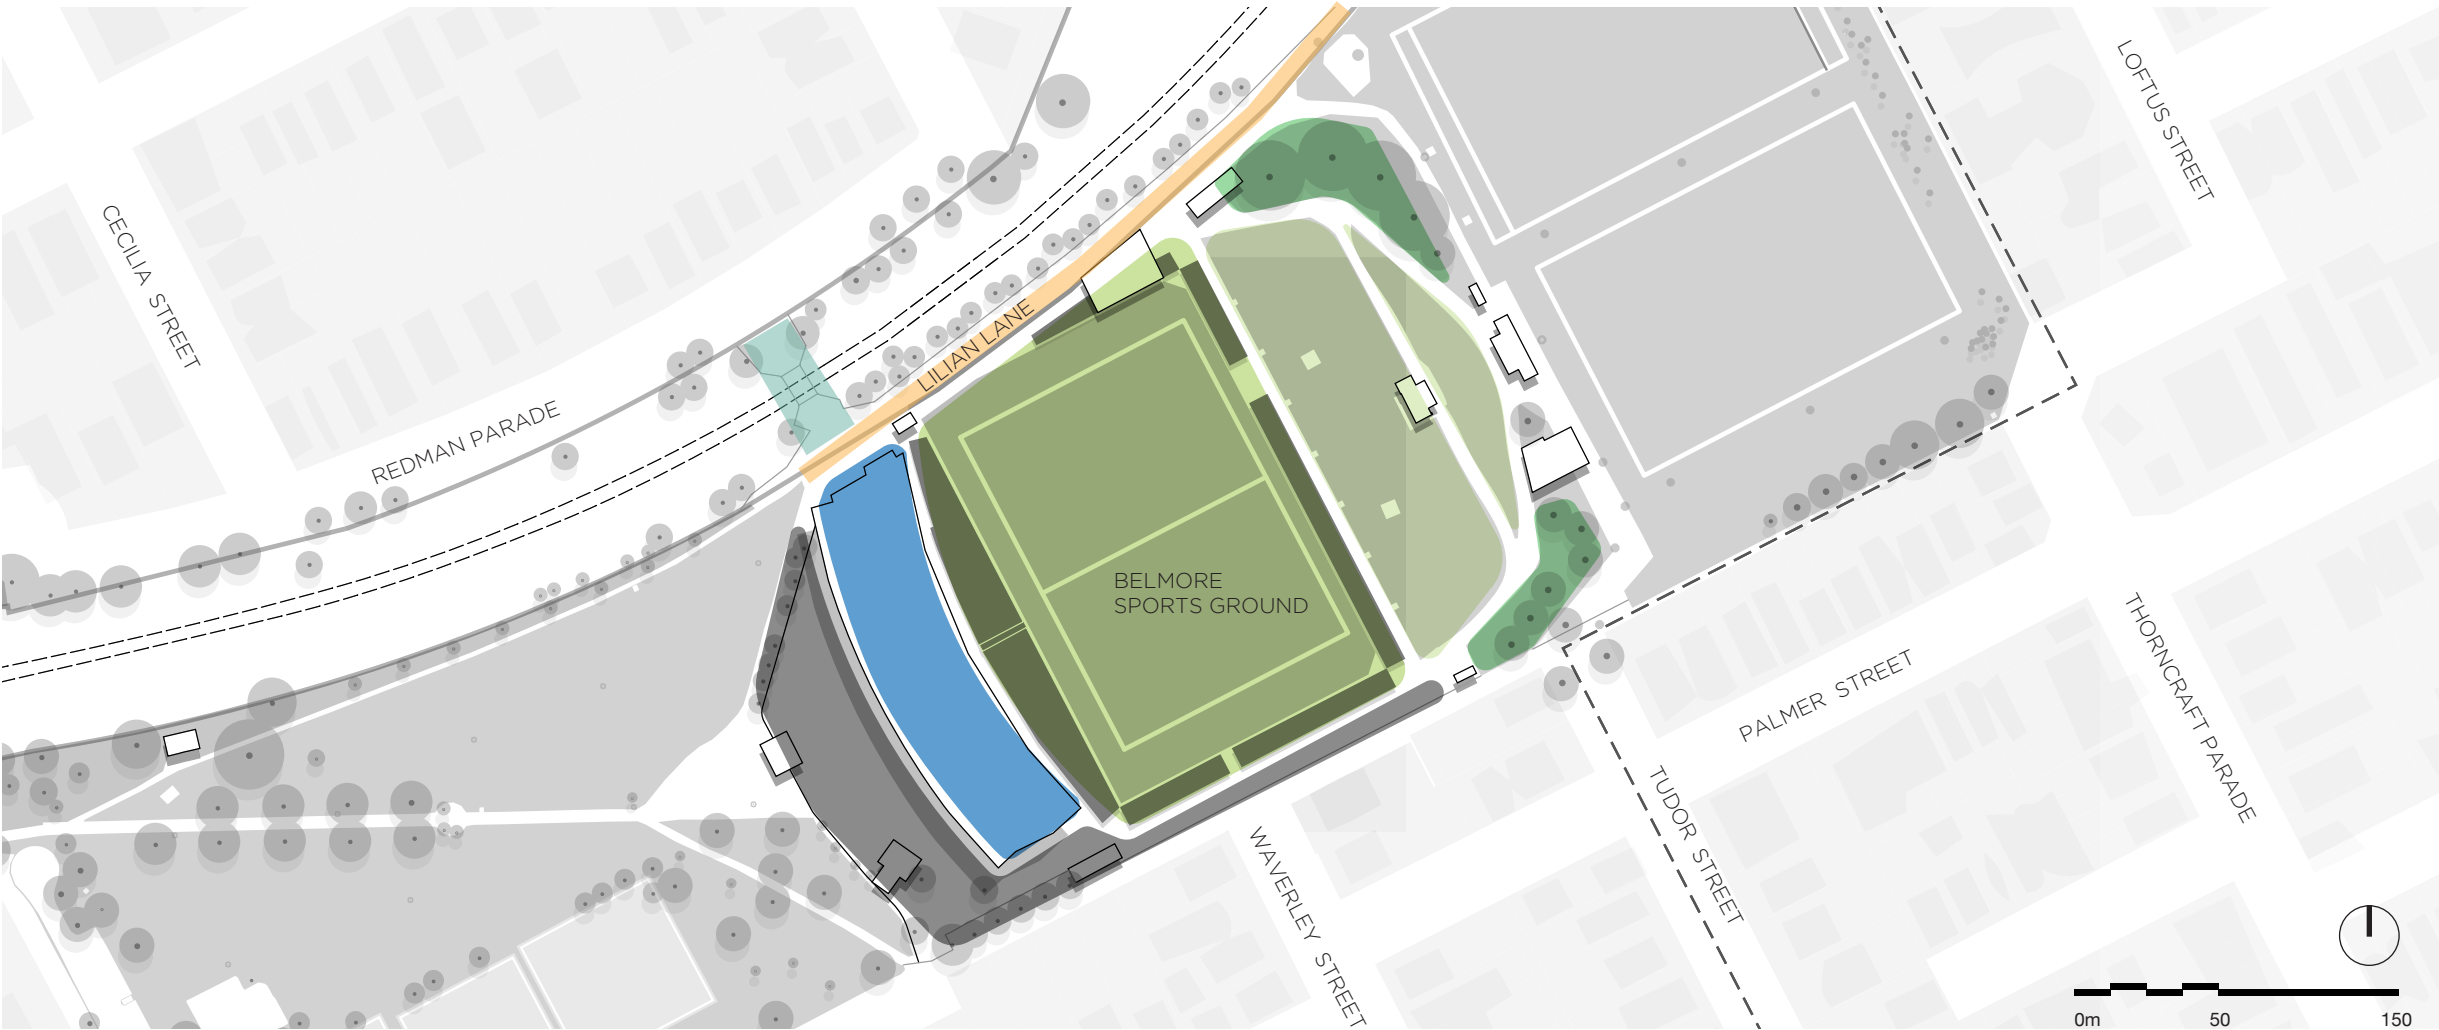 LOFTUS STREET
CECILIA STREET
LILIAN LANE
REDMAN PARADE
BELMORE
SPORTS GROUND
THORNCRAFT PARADE
PALMER STREET
TUDOR STREET
WAVERLEY STREET
0m 50 150